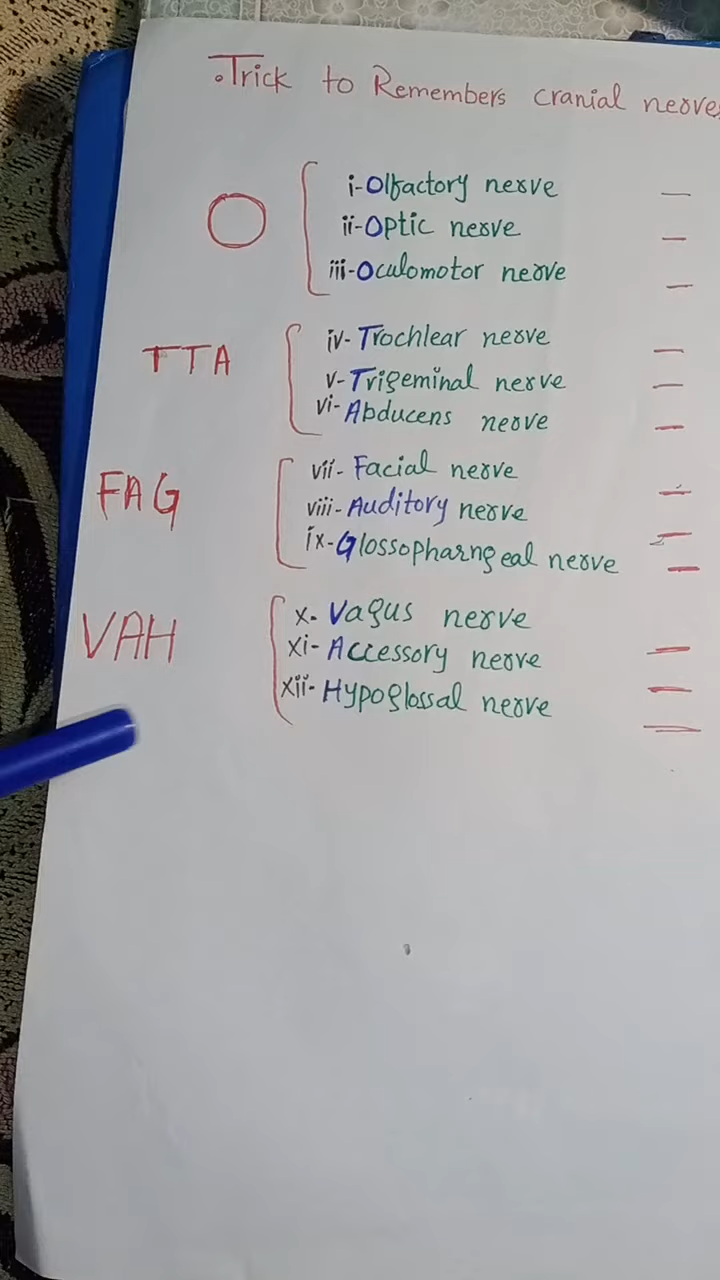 .Trick to Remembers cranial nerves
O
i-Olfactory nerve
ii-Optic nerve
iii-Oculomotor nerve
TTA
iv-Trochlear nerve
v-Trigeminal nerve
vi-Abducens nerve
FAG
vii-Facial nerve
viii-Auditory nerve
ix-Glossopharngeal nerve
VAH
x-Vagus nerve
xi-Accessory nerve
xii-Hypoglossal nerve